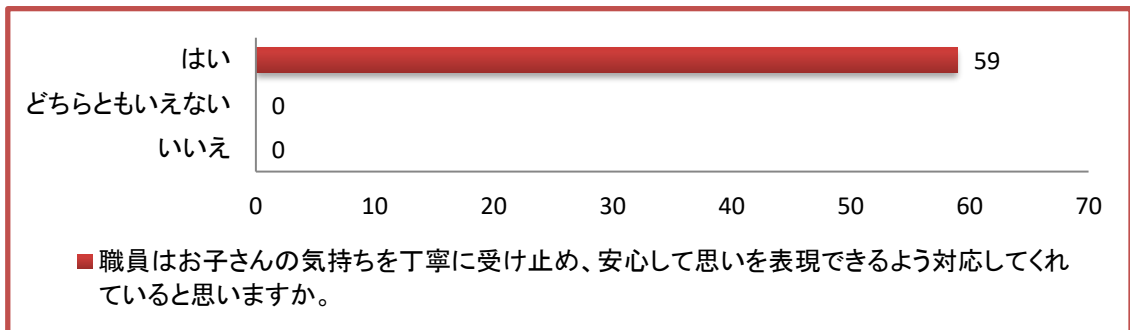 はい 59
どちらともいえない 0
いいえ 0
0 10 20 30 40 50 60 70
職員はお子さんの気持ちを丁寧に受け止め、安心して思いを表現できるよう対応してくれ
ていると思いますか。